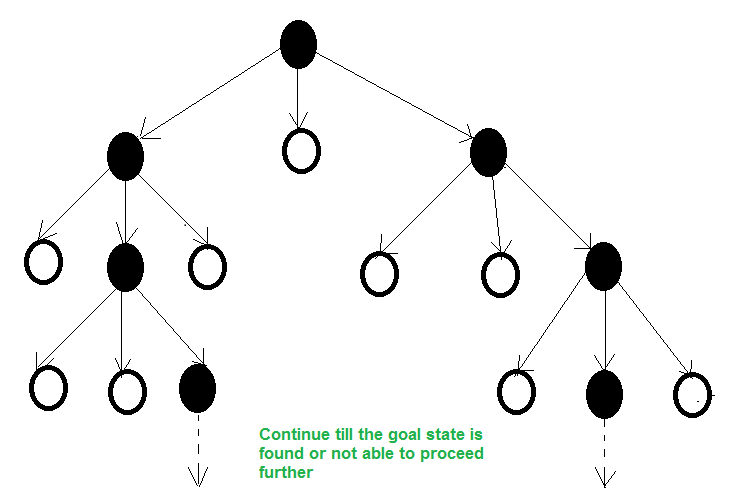 Continue till the goal state is
found or not able to proceed
further